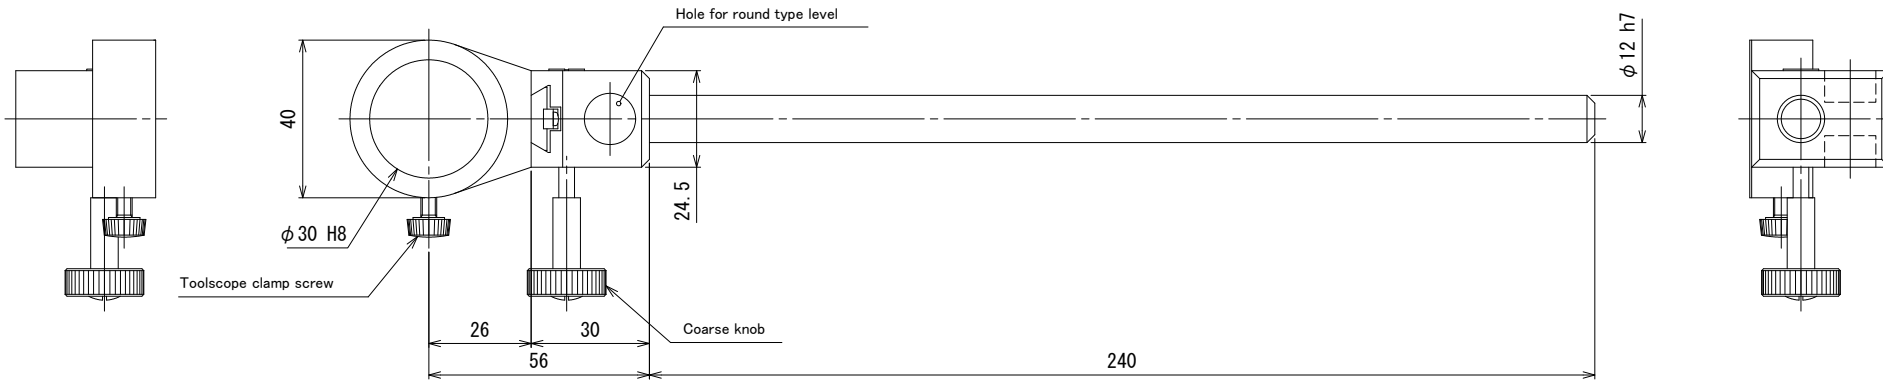 Hole for round type level
φ12 h7
40
24.5
φ30 H8
Toolscope clamp screw
Coarse knob
26
30
56
240